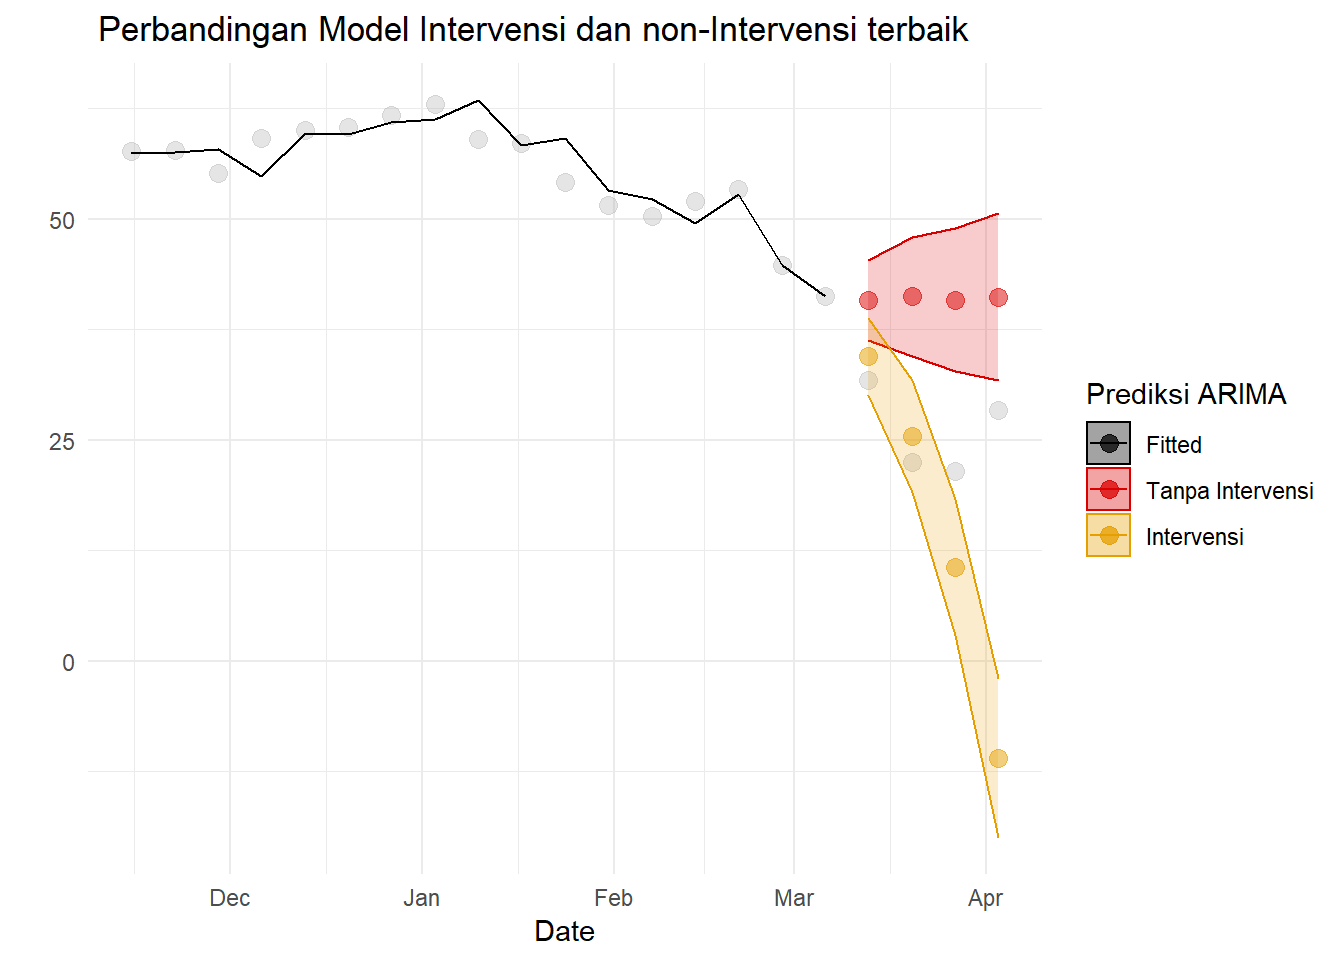 Perbandingan Model Intervensi dan non-Intervensi terbaik
50
25
0
Dec
Jan
Feb
Mar
Apr
Date
Prediksi ARIMA
Fitted
Tanpa Intervensi
Intervensi